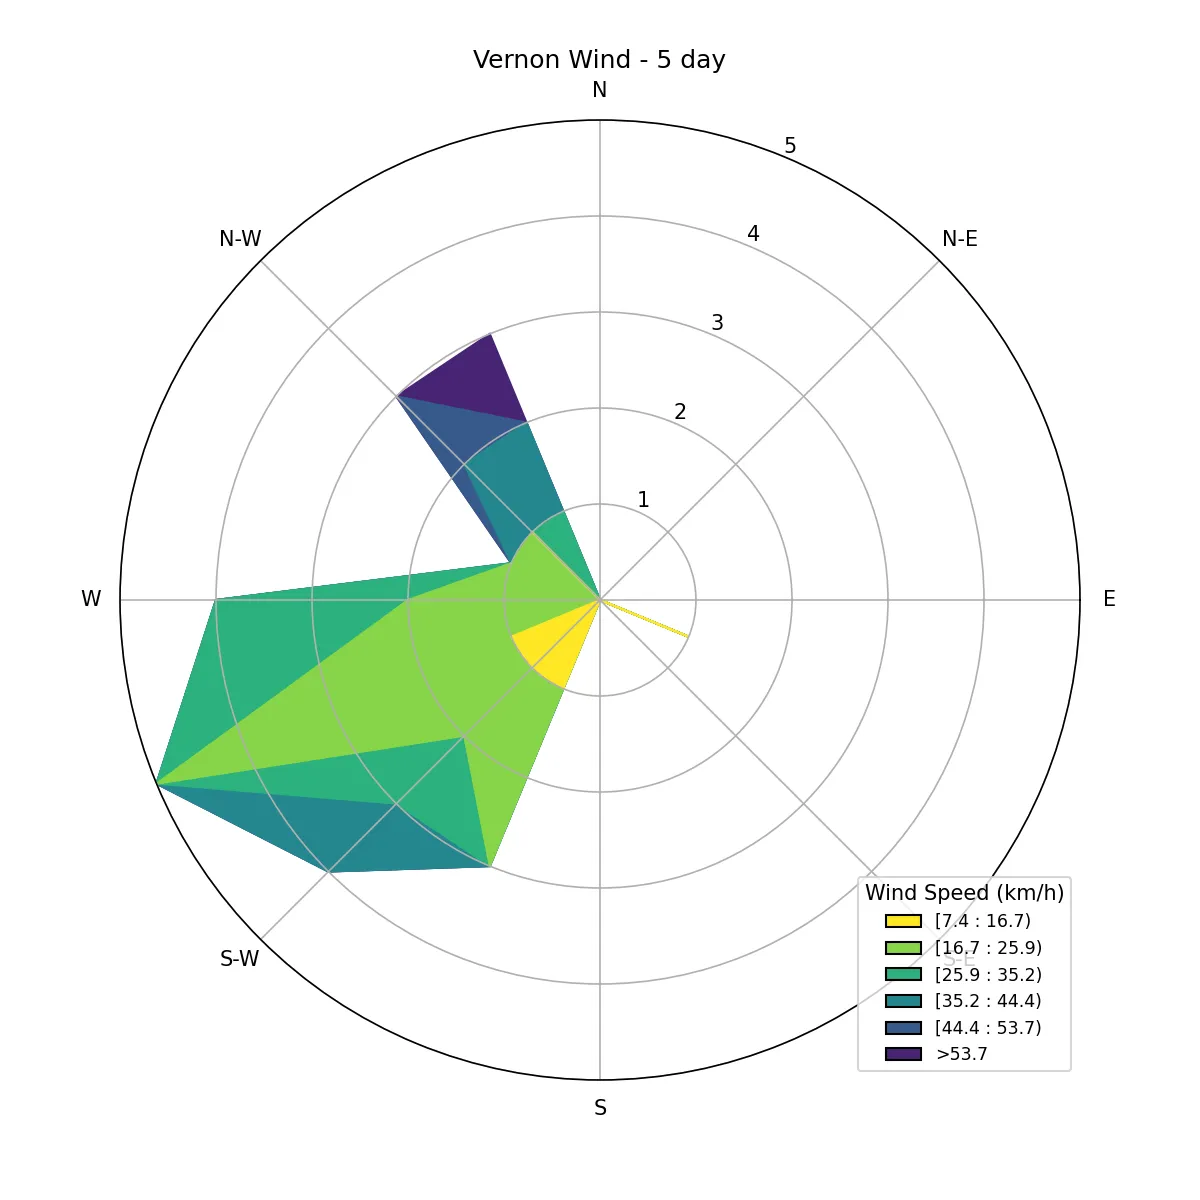 Vernon Wind - 5 day
N
5
N-W
N-E
4
3
2
1
W
E
Wind Speed (km/h)
[7.4 : 16.7)
[16.7 : 25.9)
S-W
S-E
[25.9 : 35.2)
[35.2 : 44.4)
[44.4 : 53.7)
>53.7
S